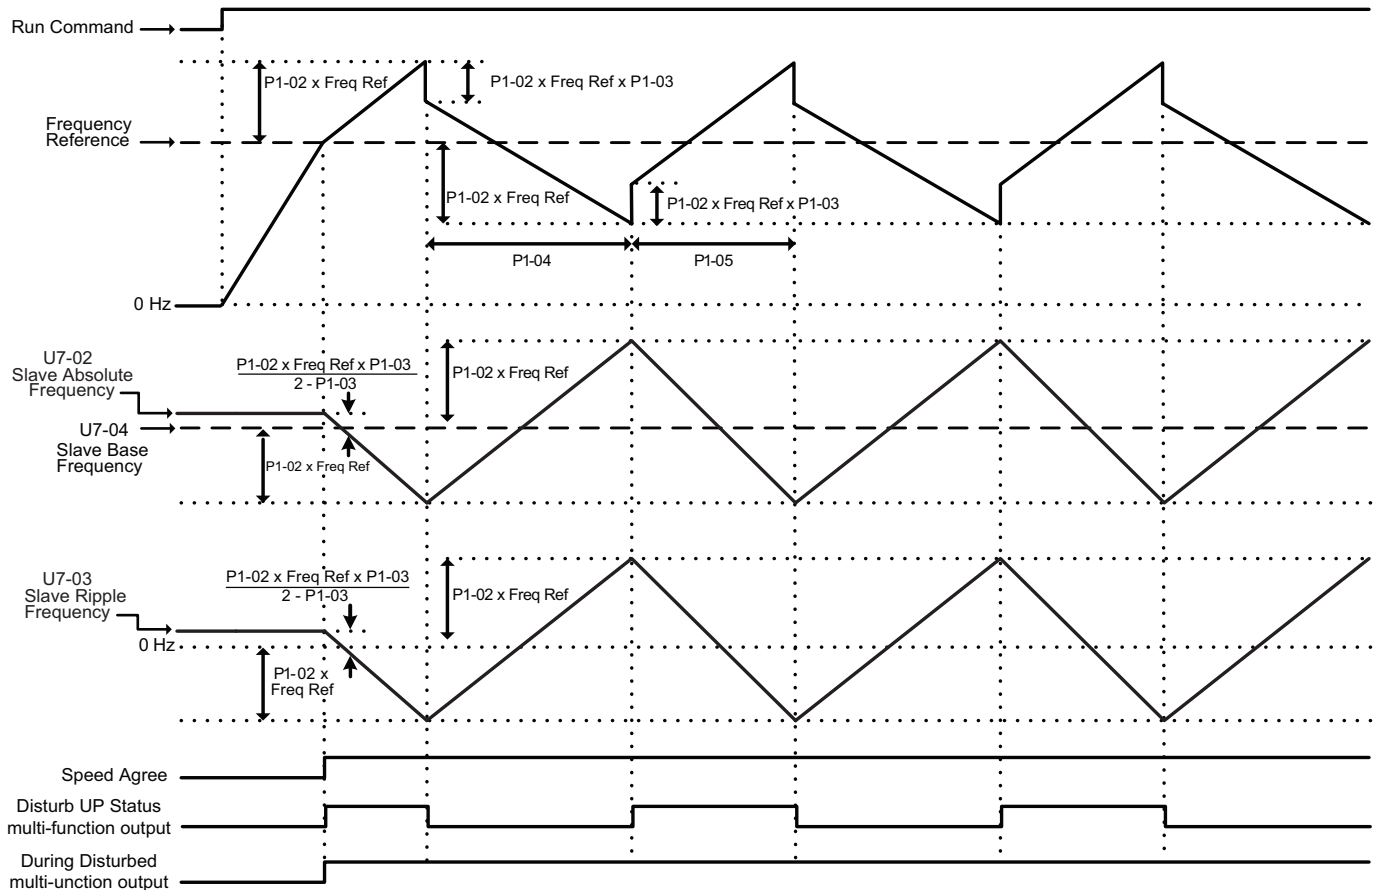 Run Command
P1-02 x Freq Ref
P1-02 x Freq Ref x P1-03
Frequency
Reference
P1-02 x Freq Ref
P1-02 x Freq Ref x P1-03
P1-04
P1-05
0 Hz
U7-02
Slave Absolute
Frequency
P1-02 x Freq Ref x P1-03
2 - P1-03
P1-02 x Freq Ref
U7-04
Slave Base
Frequency
P1-02 x Freq Ref
U7-03
Slave Ripple
Frequency
P1-02 x Freq Ref x P1-03
2 - P1-03
P1-02 x Freq Ref
0 Hz
P1-02 x
Freq Ref
Speed Agree
Disturb UP Status
multi-function output
During Disturbed
multi-unction output